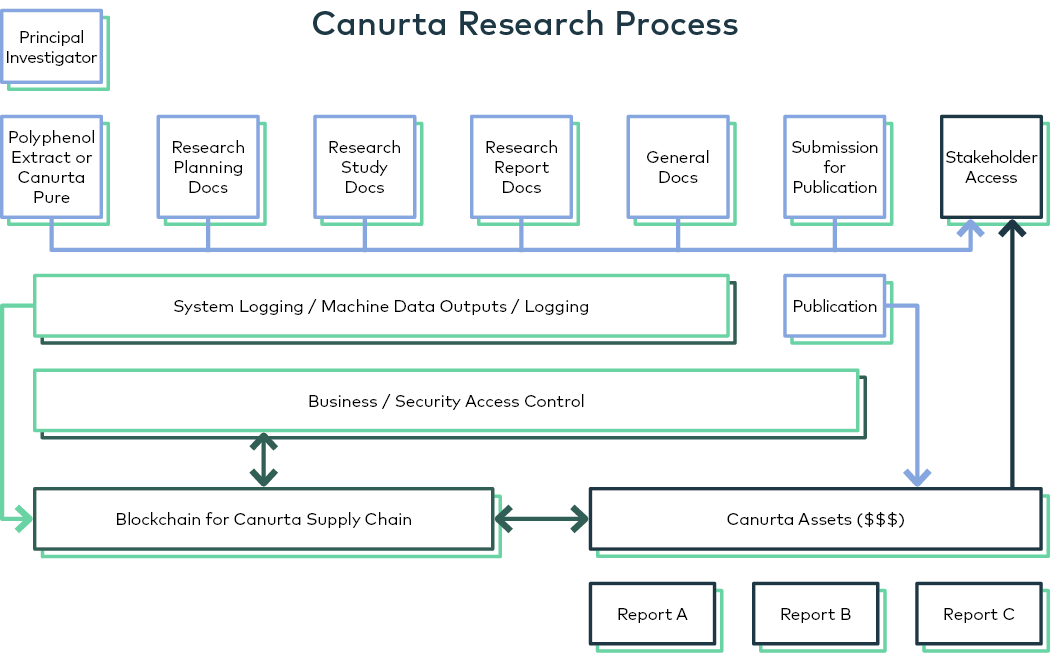 Canurta Research Process
Principal
Investigator
Polyphenol
Extract or
Canurta
Pure
Research
Planning
Docs
Research
Study
Docs
Research
Report
Docs
General
Docs
Submission
for
Publication
Stakeholder
Access
System Logging / Machine Data Outputs / Logging
Publication
Business / Security Access Control
Blockchain for Canurta Supply Chain
Canurta Assets ($$$)
Report A
Report B
Report C